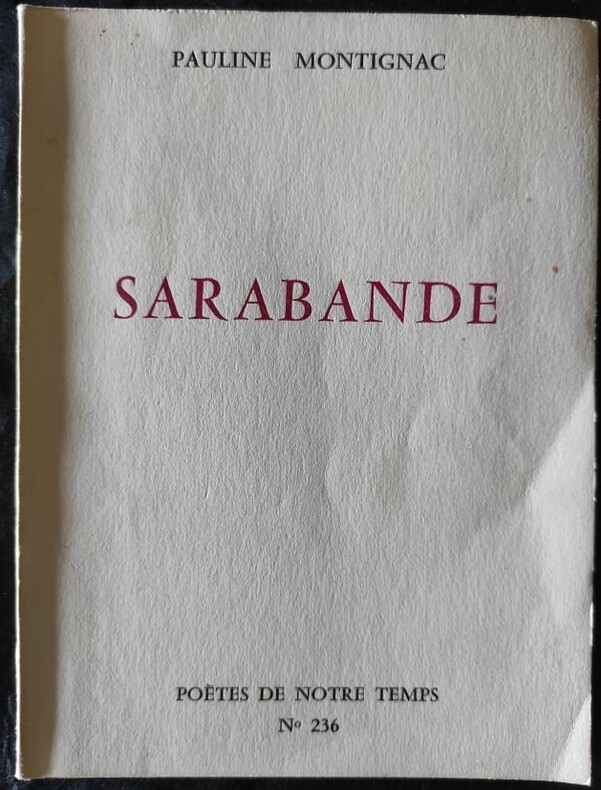 PAULINE MONTIGNAC
SARABANDE
POÈTES DE NOTRE TEMPS
Nº 236